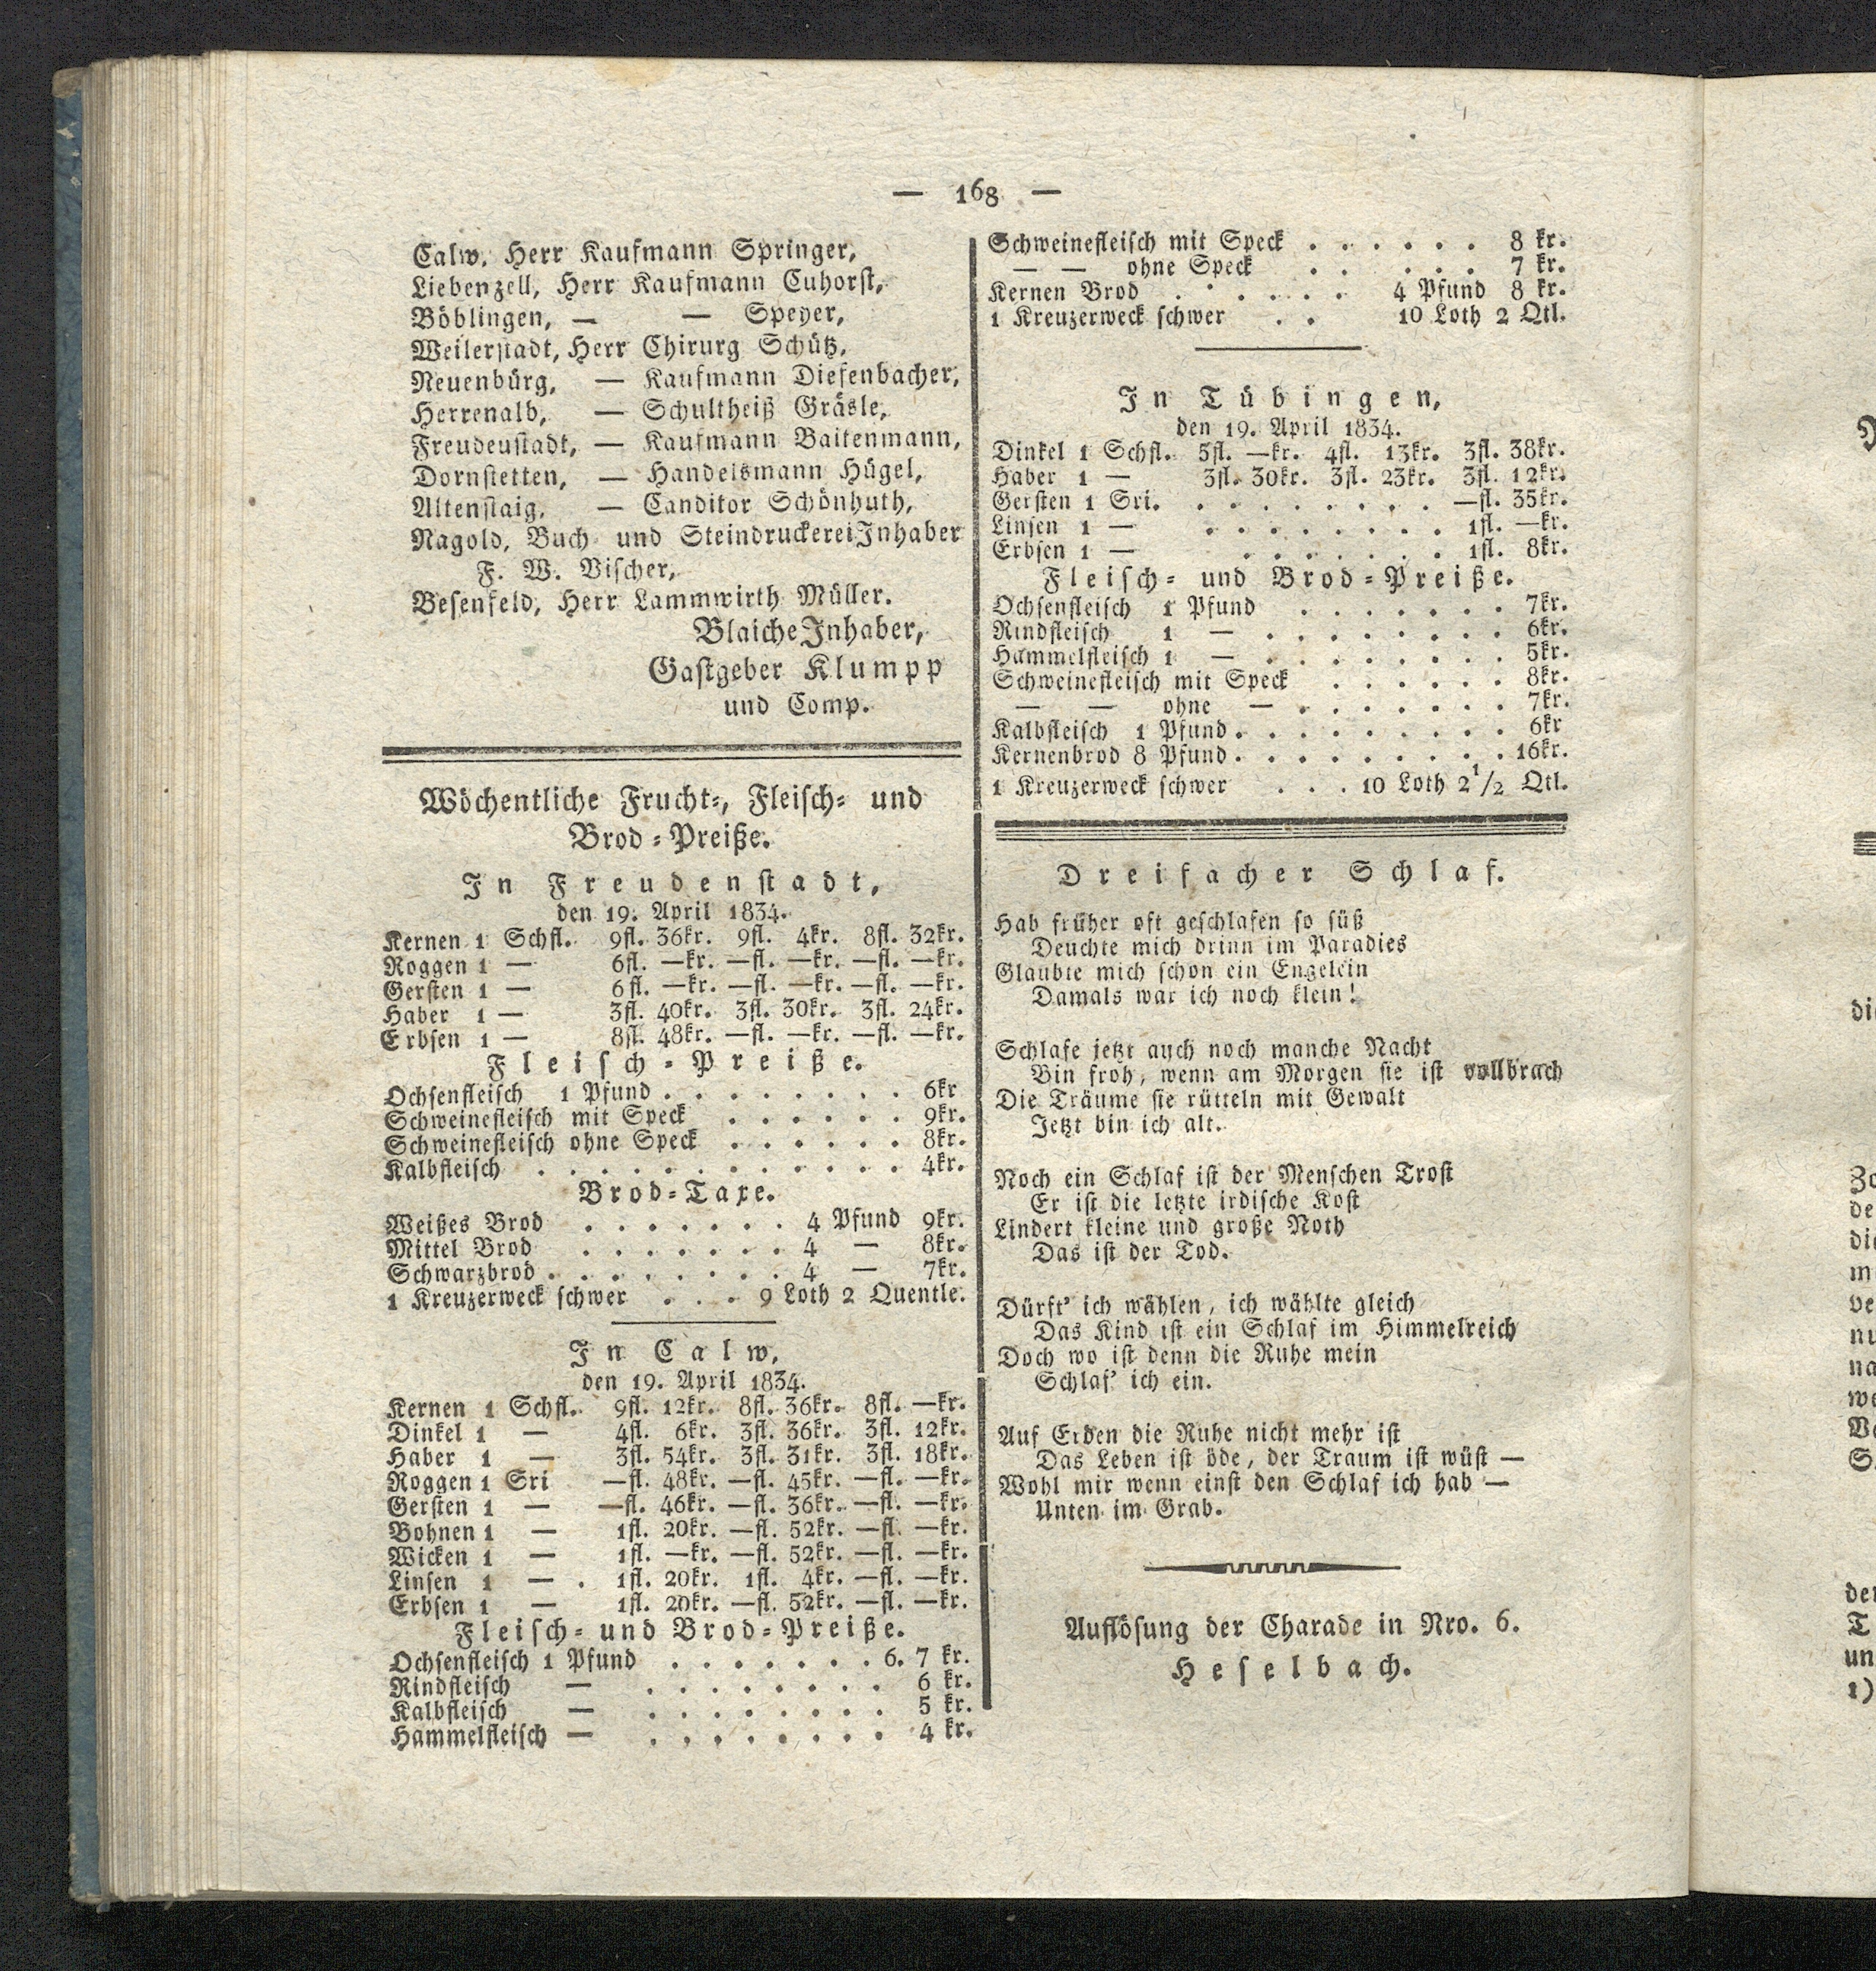 — 168 —
Calw, Herr Kaufmann Springer,
Liebenzell, Herr Kaufmann Cuhorst,
Böblingen, — — Speyer,
Weilerstadt, Herr Chirurg Schütz,
Neuenbürg, — Kaufmann Diefenbacher,
Herrenalb, — Schultheiß Gräsle,
Freudeustadt, — Kaufmann Baitenmann,
Dornstetten, — Handelsmann Hügel,
Altenstaig, — Canditor Schönhuth,
Nagold, Buch- und SteindruckereiInhaber
F. W. Vischer,
Besenfeld, Herr Lammwirth Müller.
BlaicheInhaber,
Gastgeber Klumpp
und Comp.
Wöchentliche Frucht-, Fleisch- und
Brod-Preiße.
In Freudenstadt,
den 19. April 1834.
Kernen 1 Schfl. 9fl. 36kr. 9fl. 4kr. 8fl. 32kr.
Roggen 1 — 6fl. —kr. —fl. —kr. —fl. —kr.
Gersten 1 — 6fl. —kr. —fl. —kr. —fl. —kr.
Haber 1 — 3fl. 40kr. 3fl. 30kr. 3fl. 24kr.
Erbsen 1 — 8fl. 48kr. —fl. —kr. —fl. —kr.
Fleisch-Preiße.
Ochsenfleisch 1 Pfund . . . . . . . . 6kr
Schweinefleisch mit Speck . . . . . . 9kr.
Schweinefleisch ohne Speck . . . . . . 8kr.
Kalbfleisch . . . . . . . . . . . 4kr.
Brod-Taxe.
Weißes Brod . . . . . . . 4 Pfund 9kr.
Mittel Brod . . . . . . . 4 — 8kr.
Schwarzbrod . . . . . . . . 4 — 7kr.
1 Kreuzerweck schwer . . . 9 Loth 2 Quentle.
In Calw,
den 19. April 1834.
Kernen 1 Schfl. 9fl. 12kr. 8fl. 36kr. 8fl. —kr.
Dinkel 1 — 4fl. 6kr. 3fl. 36kr. 3fl. 12kr.
Haber 1 — 3fl. 54kr. 3fl. 31kr. 3fl. 18kr.
Roggen 1 Sri —fl. 48kr. —fl. 45kr. —fl. —kr.
Gersten 1 — —fl. 46kr. —fl. 36kr. —fl. —kr.
Bohnen 1 — 1fl. 20kr. —fl. 52kr. —fl. —kr.
Wicken 1 — 1fl. —kr. —fl. 52kr. —fl. —kr.
Linsen 1 — . 1fl. 20kr. 1fl. 4kr. —fl. —kr.
Erbsen 1 — 1fl. 20kr. —fl. 52kr. —fl. —kr.
Fleisch- und Brod-Preiße.
Ochsenfleisch 1 Pfund . . . . . . . 6. 7 kr.
Rindfleisch — . . . . . . . . 6 kr.
Kalbfleisch — . . . . . . . . 5 kr.
Hammelfleisch — . . . . . . . . 4 kr.
Schweinefleisch mit Speck . . . . . . 8 kr.
— — ohne Speck . . . . . . 7 kr.
Kernen Brod . . . . . . 4 Pfund 8 kr.
1 Kreuzerweck schwer . . 10 Loth 2 Qtl.
In Tübingen,
den 19. April 1834.
Dinkel 1 Schfl. 5fl. —kr. 4fl. 13kr. 3fl. 38kr.
Haber 1 — 3fl. 30kr. 3fl. 23kr. 3fl. 12kr.
Gersten 1 Sri. . . . . . . . . —fl. 35kr.
Linsen 1 — . . . . . . . . 1fl. —kr.
Erbsen 1 — . . . . . . . 1fl. 8kr.
Fleisch- und Brod-Preiße.
Ochsenfleisch 1 Pfund . . . . . . . 7kr.
Rindfleisch 1 — . . . . . . . . 6kr.
Hammelfleisch 1 — . . . . . . . . 5kr.
Schweinefleisch mit Speck . . . . . . 8kr.
— — ohne — . . . . . . . 7kr.
Kalbfleisch 1 Pfund . . . . . . . . . 6kr
Kernenbrod 8 Pfund . . . . . . . . . 16kr.
1 Kreuzerweck schwer . . . 10 Loth 2 1/2 Qtl.
Dreifacher Schlaf.
Hab früher oft geschlafen so süß
Deuchte mich drinn im Paradies
Glaubte mich schon ein Engelein
Damals war ich noch klein!
Schlafe jetzt auch noch manche Nacht
Bin froh, wenn am Morgen sie ist vollbrach
Die Träume sie rütteln mit Gewalt
Jetzt bin ich alt.
Noch ein Schlaf ist der Menschen Trost
Er ist die letzte irdische Kost
Lindert kleine und große Noth
Das ist der Tod.
Dürft' ich wählen, ich wählte gleich
Das Kind ist ein Schlaf im Himmelreich
Doch wo ist denn die Ruhe mein
Schlaf' ich ein.
Auf Erden die Ruhe nicht mehr ist
Das Leben ist öde, der Traum ist wüst —
Wohl mir wenn einst den Schlaf ich hab —
Unten im Grab.
Auflösung der Charade in Nro. 6.
Heselbach.